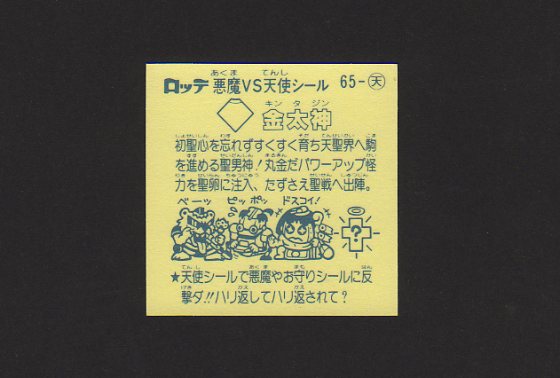 ロッテ 悪魔VS天使シール 65-天
金太神
初聖心を忘れずすくすく育ち天聖界へ駒
を進める聖男神！丸金だパワーアップ怪
力を聖卵に注入、たずさえ聖戦へ出陣。
ベーッ ピッポッ ドスコイ！
?
★天使シールで悪魔やお守りシールに反
撃ダ!!ハリ返してハリ返されて？